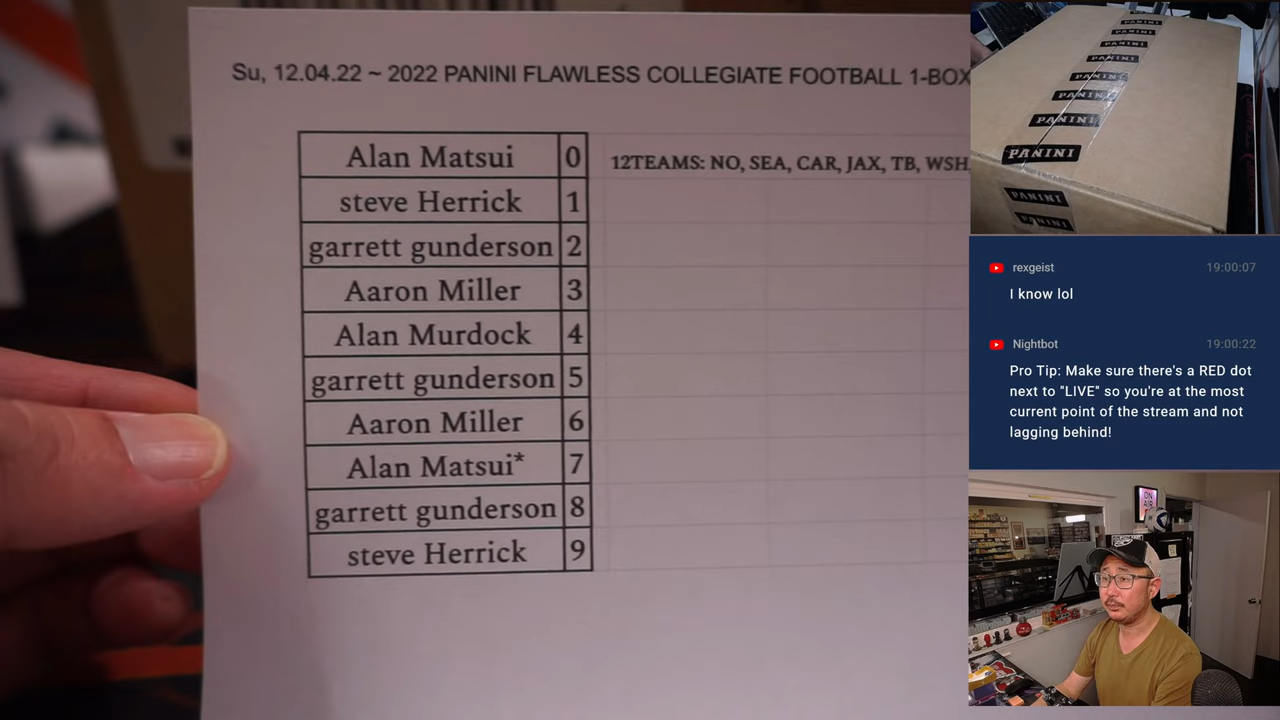 Su, 12.04.22 ~ 2022 PANINI FLAWLESS COLLEGIATE FOOTBALL 1-BOX
Alan Matsui 0
12TEAMS: NO, SEA, CAR, JAX, TB, WSH,
steve Herrick 1
garrett gunderson 2
Aaron Miller 3
Alan Murdock 4
garrett gunderson 5
Aaron Miller 6
Alan Matsui* 7
garrett gunderson 8
steve Herrick 9
PANINI
PANINI
PANINI
PANINI
PANINI
PANINI
PANINI
PANINI
PANINI
PANINI
rexgeist 19:00:07
I know lol
Nightbot 19:00:22
Pro Tip: Make sure there's a RED dot
next to "LIVE" so you're at the most
current point of the stream and not
lagging behind!
ON
AIR